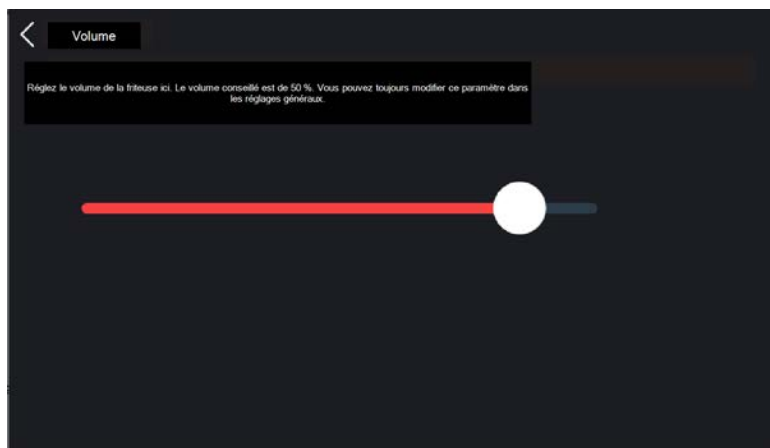 Volume
Réglez le volume de la friteuse ici. Le volume conseillé est de 50 %. Vous pouvez toujours modifier ce paramètre dans
les réglages généraux.